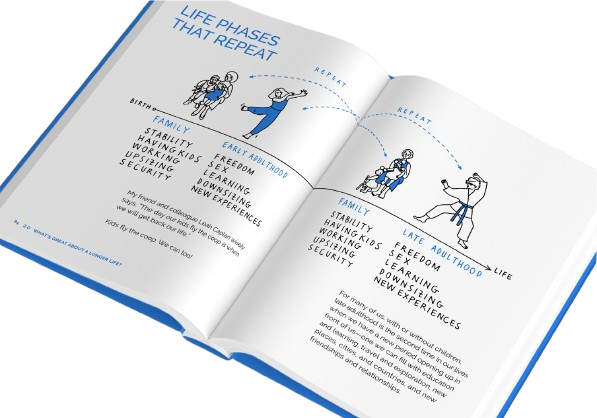 LIFE PHASES
THAT REPEAT
REPEAT
BIRTH
FAMILY
STABILITY
HAVING KIDS
WORKING
UPSIZING
SECURITY
EARLY ADULTHOOD
FREEDOM
SEX
LEARNING
DOWNSIZING
NEW EXPERIENCES
My friend and colleague Leah Caplan wisely
says, "The day our kids fly the coop is when
we will get back our life."
Kids fly the coop. We can too!
2.0 WHAT'S GREAT ABOUT A LONGER LIFE?
REPEAT
FAMILY
STABILITY
HAVING KIDS
WORKING
UPSIZING
SECURITY
LATE ADULTHOOD
FREEDOM
SEX
LEARNING
DOWNSIZING
NEW EXPERIENCES
LIFE
For many of us, with or without children,
late adulthood is the second time in our lives
when we have a new period opening up in
front of us—one we can fill with education
and learning, travel and exploration, new
places, cities, and countries, and new
friendships and relationships.